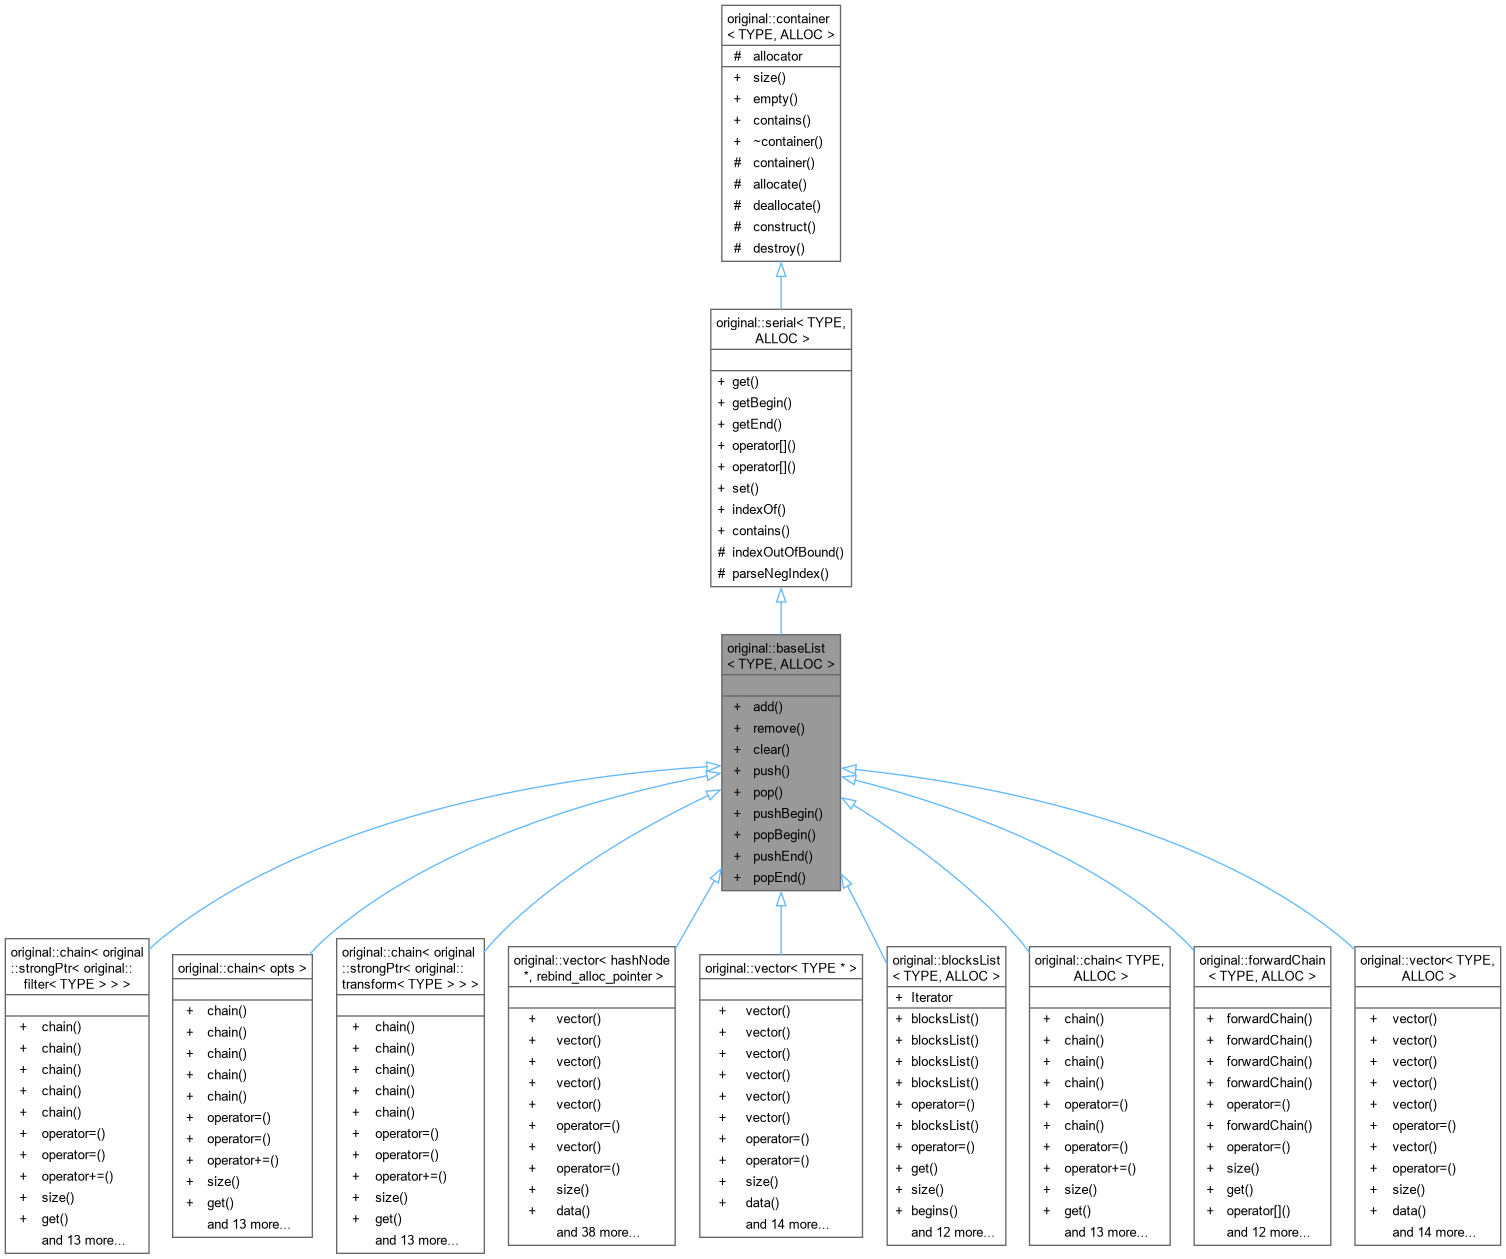 original::container
< TYPE, ALLOC >
# allocator
+ size()
+ empty()
+ contains()
+ ~container()
# container()
# allocate()
# deallocate()
# construct()
# destroy()
original::serial< TYPE,
ALLOC >
+ get()
+ getBegin()
+ getEnd()
+ operator[]()
+ operator[]()
+ set()
+ indexOf()
+ contains()
# indexOutOfBound()
# parseNegIndex()
original::baseList
< TYPE, ALLOC >
+ add()
+ remove()
+ clear()
+ push()
+ pop()
+ pushBegin()
+ popBegin()
+ pushEnd()
+ popEnd()
original::chain< original
::strongPtr< original::
filter< TYPE > > >
+ chain()
+ chain()
+ chain()
+ chain()
+ chain()
+ operator=()
+ operator=()
+ operator+=()
+ size()
+ get()
and 13 more...
original::chain< opts >
+ chain()
+ chain()
+ chain()
+ chain()
+ chain()
+ operator=()
+ operator=()
+ operator+=()
+ size()
+ get()
and 13 more...
original::chain< original
::strongPtr< original::
transform< TYPE > > >
+ chain()
+ chain()
+ chain()
+ chain()
+ chain()
+ operator=()
+ operator=()
+ operator+=()
+ size()
+ get()
and 13 more...
original::vector< hashNode
*, rebind_alloc_pointer >
+ vector()
+ vector()
+ vector()
+ vector()
+ vector()
+ operator=()
+ vector()
+ operator=()
+ size()
+ data()
and 38 more...
original::vector< TYPE * >
+ vector()
+ vector()
+ vector()
+ vector()
+ vector()
+ vector()
+ operator=()
+ operator=()
+ size()
+ data()
and 14 more...
original::blocksList
< TYPE, ALLOC >
+ Iterator
+ blocksList()
+ blocksList()
+ blocksList()
+ blocksList()
+ operator=()
+ blocksList()
+ operator=()
+ get()
+ size()
+ begins()
and 12 more...
original::chain< TYPE,
ALLOC >
+ chain()
+ chain()
+ chain()
+ chain()
+ operator=()
+ chain()
+ operator=()
+ operator+=()
+ size()
+ get()
and 13 more...
original::forwardChain
< TYPE, ALLOC >
+ forwardChain()
+ forwardChain()
+ forwardChain()
+ forwardChain()
+ operator=()
+ forwardChain()
+ operator=()
+ size()
+ get()
+ operator[]()
and 12 more...
original::vector< TYPE,
ALLOC >
+ vector()
+ vector()
+ vector()
+ vector()
+ vector()
+ operator=()
+ vector()
+ operator=()
+ size()
+ data()
and 14 more...